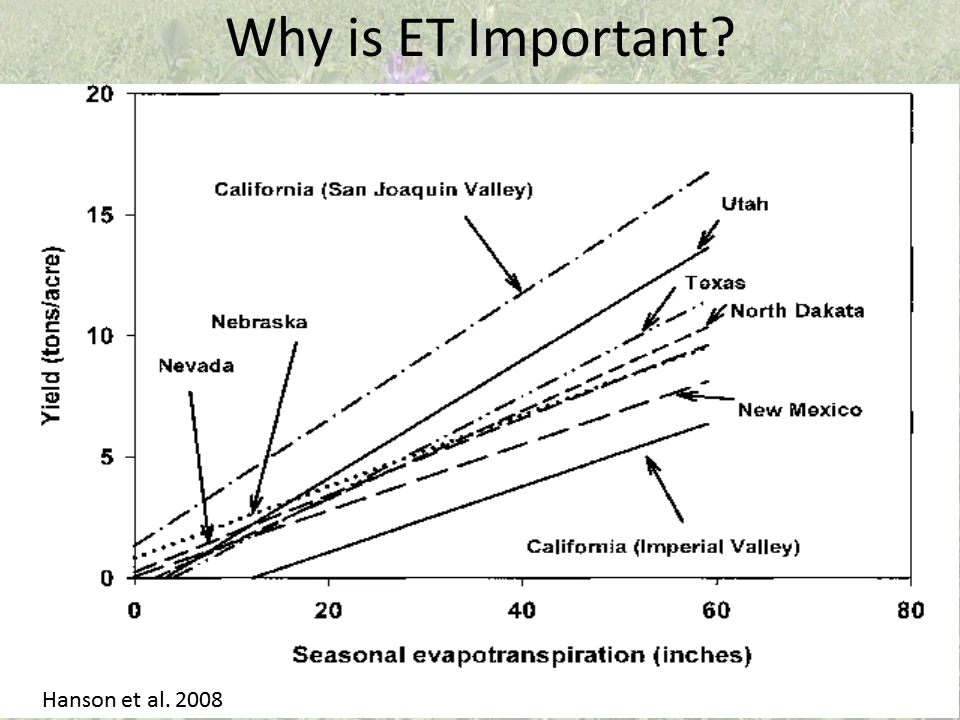 Why is ET Important?
20
15
10
5
0
Yield (tons/acre)
California (San Joaquin Valley)
Utah
Texas
North Dakata
Nebraska
Nevada
New Mexico
California (Imperial Valley)
0 20 40 60 80
Seasonal evapotranspiration (inches)
Hanson et al. 2008